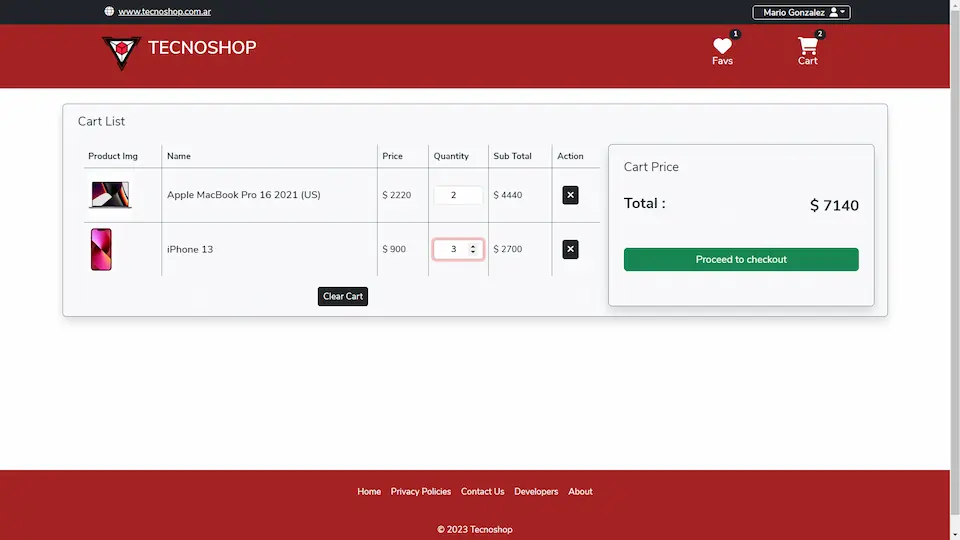 www.tecnoshop.com.ar
Mario Gonzalez
TECNOSHOP
1
Favs
2
Cart
Cart List
Product Img Name Price Quantity Sub Total Action
Apple MacBook Pro 16 2021 (US) $ 2220 2 $ 4440
iPhone 13 $ 900 3 $ 2700
Clear Cart
Cart Price
Total : $ 7140
Proceed to checkout
Home Privacy Policies Contact Us Developers About
© 2023 Tecnoshop